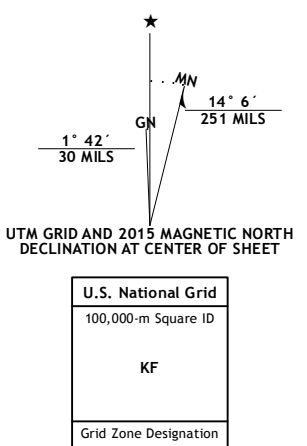 ★
MN
GN
14° 6´
251 MILS
1° 42´
30 MILS
UTM GRID AND 2015 MAGNETIC NORTH
DECLINATION AT CENTER OF SHEET
U.S. National Grid
100,000-m Square ID
KF
Grid Zone Designation